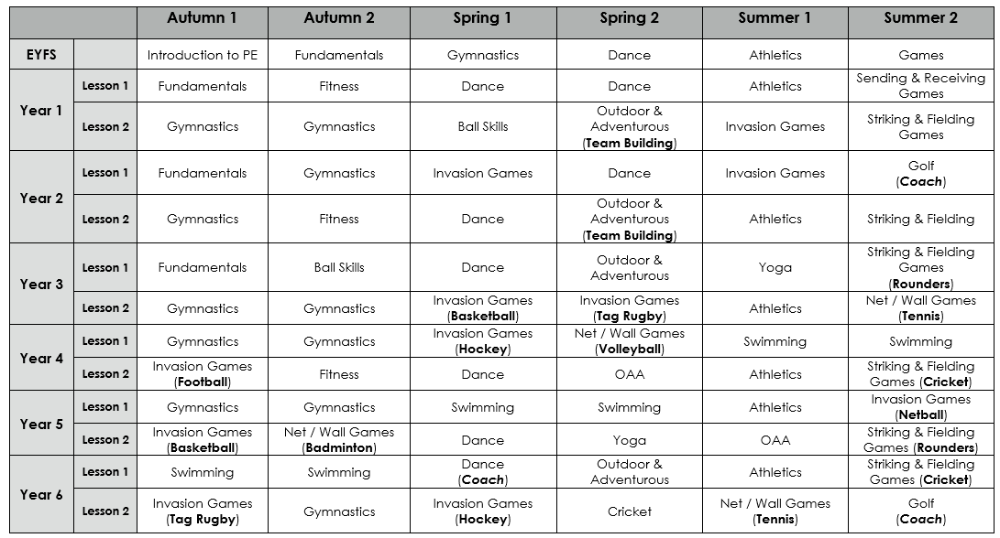 Autumn 1 Autumn 2 Spring 1 Spring 2 Summer 1 Summer 2
EYFS Introduction to PE Fundamentals Gymnastics Dance Athletics Games
Year 1
Lesson 1 Fundamentals Fitness Dance Dance Athletics Sending & Receiving
Games
Lesson 2 Gymnastics Gymnastics Ball Skills Outdoor &
Adventurous
(Team Building) Invasion Games Striking & Fielding
Games
Year 2
Lesson 1 Fundamentals Gymnastics Invasion Games Dance Invasion Games Golf
(Coach)
Lesson 2 Gymnastics Fitness Dance Outdoor &
Adventurous
(Team Building) Athletics Striking & Fielding
Year 3
Lesson 1 Fundamentals Ball Skills Dance Outdoor &
Adventurous Yoga Striking & Fielding
Games
(Rounders)
Lesson 2 Gymnastics Gymnastics Invasion Games
(Basketball) Invasion Games
(Tag Rugby) Athletics Net / Wall Games
(Tennis)
Year 4
Lesson 1 Gymnastics Gymnastics Invasion Games
(Hockey) Net / Wall Games
(Volleyball) Swimming Swimming
Lesson 2 Invasion Games
(Football) Fitness Dance OAA Athletics Striking & Fielding
Games (Cricket)
Year 5
Lesson 1 Gymnastics Gymnastics Swimming Swimming Athletics Invasion Games
(Netball)
Lesson 2 Invasion Games
(Basketball) Net / Wall Games
(Badminton) Dance Yoga OAA Striking & Fielding
Games (Rounders)
Year 6
Lesson 1 Swimming Swimming Dance
(Coach) Outdoor &
Adventurous Athletics Striking & Fielding
Games (Cricket)
Lesson 2 Invasion Games
(Tag Rugby) Gymnastics Invasion Games
(Hockey) Cricket Net / Wall Games
(Tennis) Golf
(Coach)